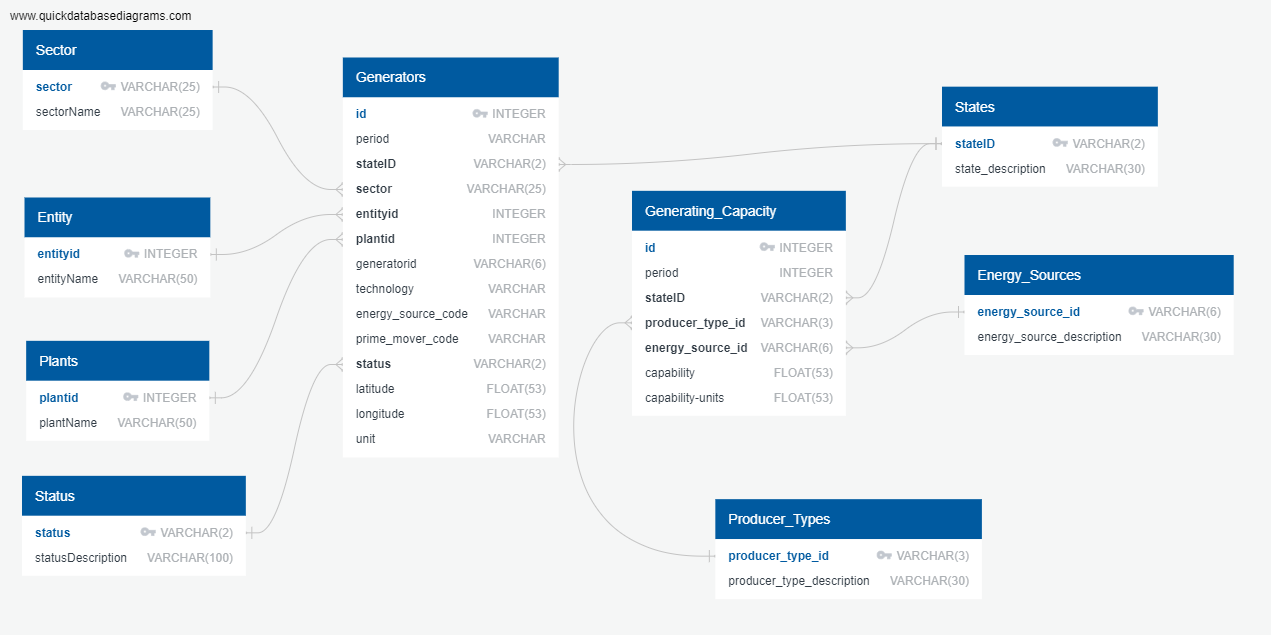 www.quickdatabasediagrams.com
Sector
sector VARCHAR(25)
sectorName VARCHAR(25)
Entity
entityid INTEGER
entityName VARCHAR(50)
Plants
plantid INTEGER
plantName VARCHAR(50)
Status
status VARCHAR(2)
statusDescription VARCHAR(100)
Generators
id INTEGER
period VARCHAR
stateID VARCHAR(2)
sector VARCHAR(25)
entityid INTEGER
plantid INTEGER
generatorid VARCHAR(6)
technology VARCHAR
energy_source_code VARCHAR
prime_mover_code VARCHAR
status VARCHAR(2)
latitude FLOAT(53)
longitude FLOAT(53)
unit VARCHAR
Generating_Capacity
id INTEGER
period INTEGER
stateID VARCHAR(2)
producer_type_id VARCHAR(3)
energy_source_id VARCHAR(6)
capability FLOAT(53)
capability-units FLOAT(53)
States
stateID VARCHAR(2)
state_description VARCHAR(30)
Energy_Sources
energy_source_id VARCHAR(6)
energy_source_description VARCHAR(30)
Producer_Types
producer_type_id VARCHAR(3)
producer_type_description VARCHAR(30)